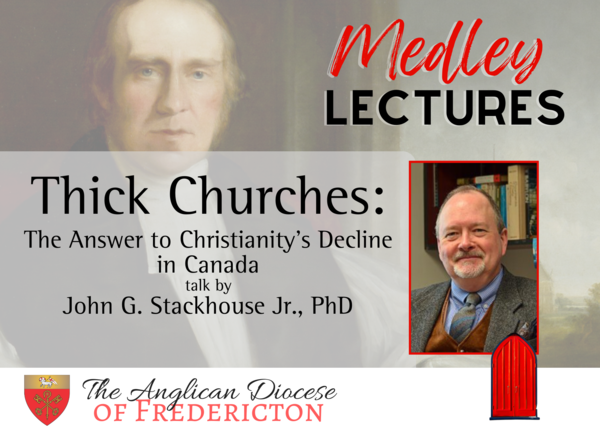 Medley
LECTURES
Thick Churches:
The Answer to Christianity's Decline
in Canada
talk by
John G. Stackhouse Jr., PhD
The Anglican Diocese
OF FREDERICTON